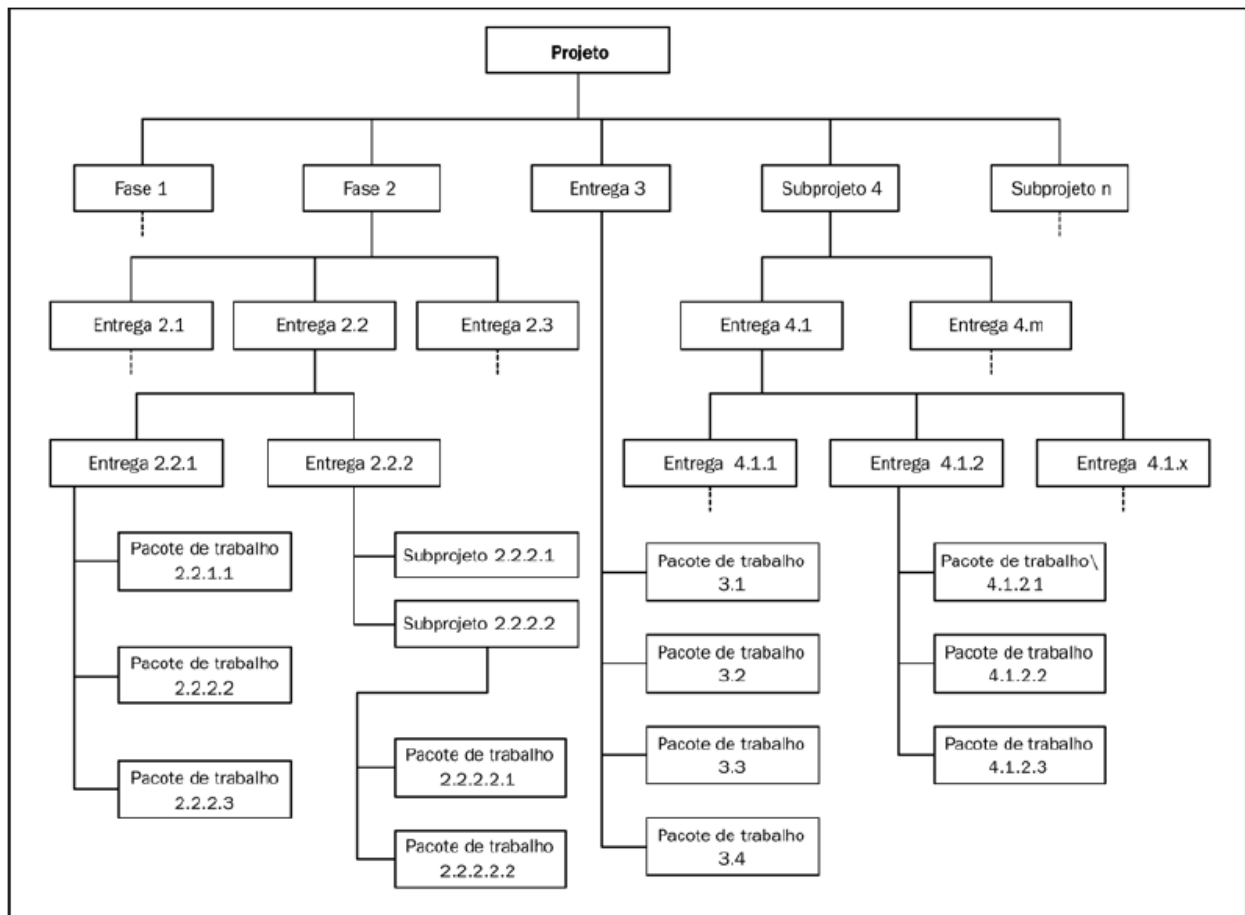 Projeto
Fase 1
Fase 2
Entrega 3
Subprojeto 4
Subprojeto n
Entrega 2.1
Entrega 2.2
Entrega 2.3
Entrega 4.1
Entrega 4.m
Entrega 2.2.1
Entrega 2.2.2
Entrega 4.1.1
Entrega 4.1.2
Entrega 4.1.x
Pacote de trabalho
2.2.1.1
Pacote de trabalho
2.2.2.2
Pacote de trabalho
2.2.2.3
Subprojeto 2.2.2.1
Subprojeto 2.2.2.2
Pacote de trabalho
2.2.2.2.1
Pacote de trabalho
2.2.2.2.2
Pacote de trabalho
3.1
Pacote de trabalho
3.2
Pacote de trabalho
3.3
Pacote de trabalho
3.4
Pacote de trabalho\
4.1.2.1
Pacote de trabalho
4.1.2.2
Pacote de trabalho
4.1.2.3